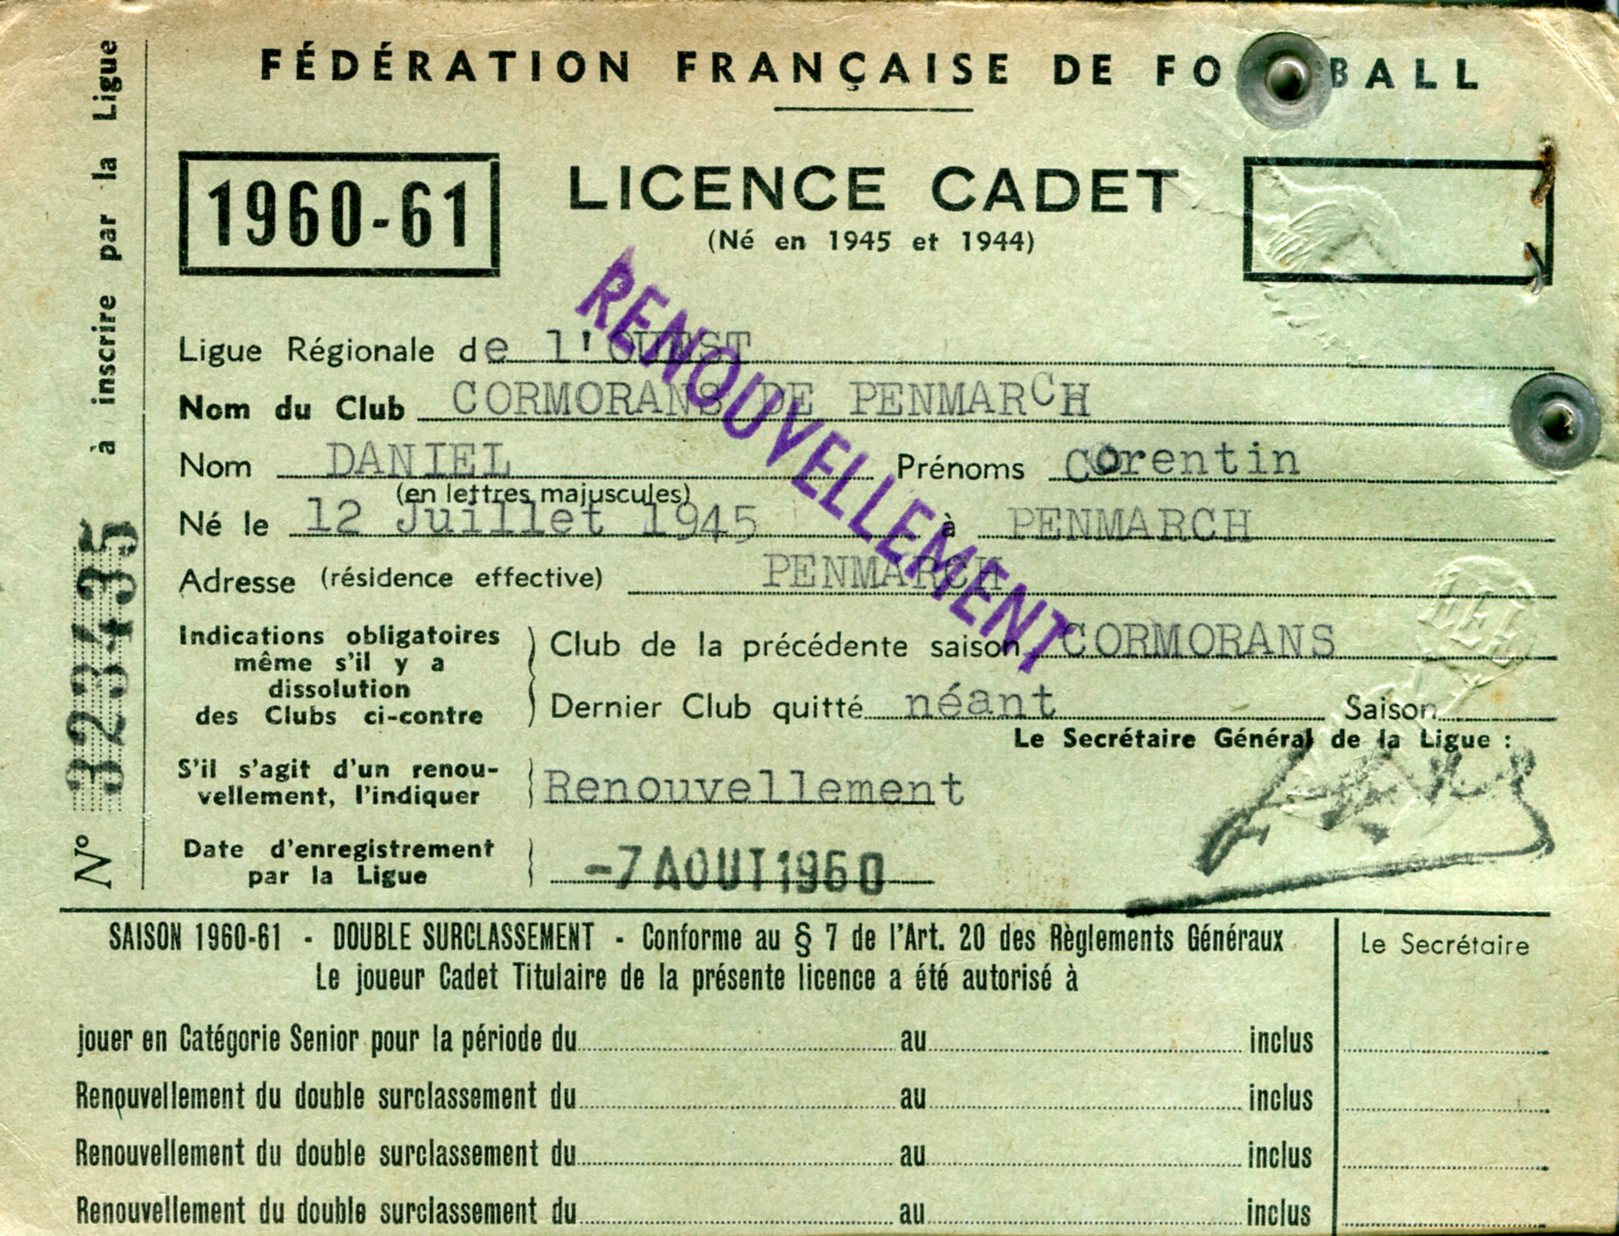 FÉDÉRATION FRANÇAISE DE FO BALL
1960-61
LICENCE CADET
(Né en 1945 et 1944)
RENOUVELLEMENT
Ligue Régionale de l'OUEST
Nom du Club CORMORANS DE PENMARCH
Nom DANIEL Prénoms Corentin
(en lettres majuscules)
Né le 12 Juillet 1945 à PENMARCH
Adresse (résidence effective) PENMARCH
Indications obligatoires
même s'il y a
dissolution
des Clubs ci-contre
Club de la précédente saison CORMORANS
Dernier Club quitté néant Saison
Le Secrétaire Général de la Ligue :
S'il s'agit d'un renou-
vellement, l'indiquer
Renouvellement
Date d'enregistrement
par la Ligue
-7 AOUT 1960
N° 323435 à inscrire par la Ligue
SAISON 1960-61 - DOUBLE SURCLASSEMENT - Conforme au § 7 de l'Art. 20 des Règlements Généraux
Le joueur Cadet Titulaire de la présente licence a été autorisé à
Le Secrétaire
jouer en Catégorie Senior pour la période du au inclus
Renouvellement du double surclassement du au inclus
Renouvellement du double surclassement du au inclus
Renouvellement du double surclassement du au inclus